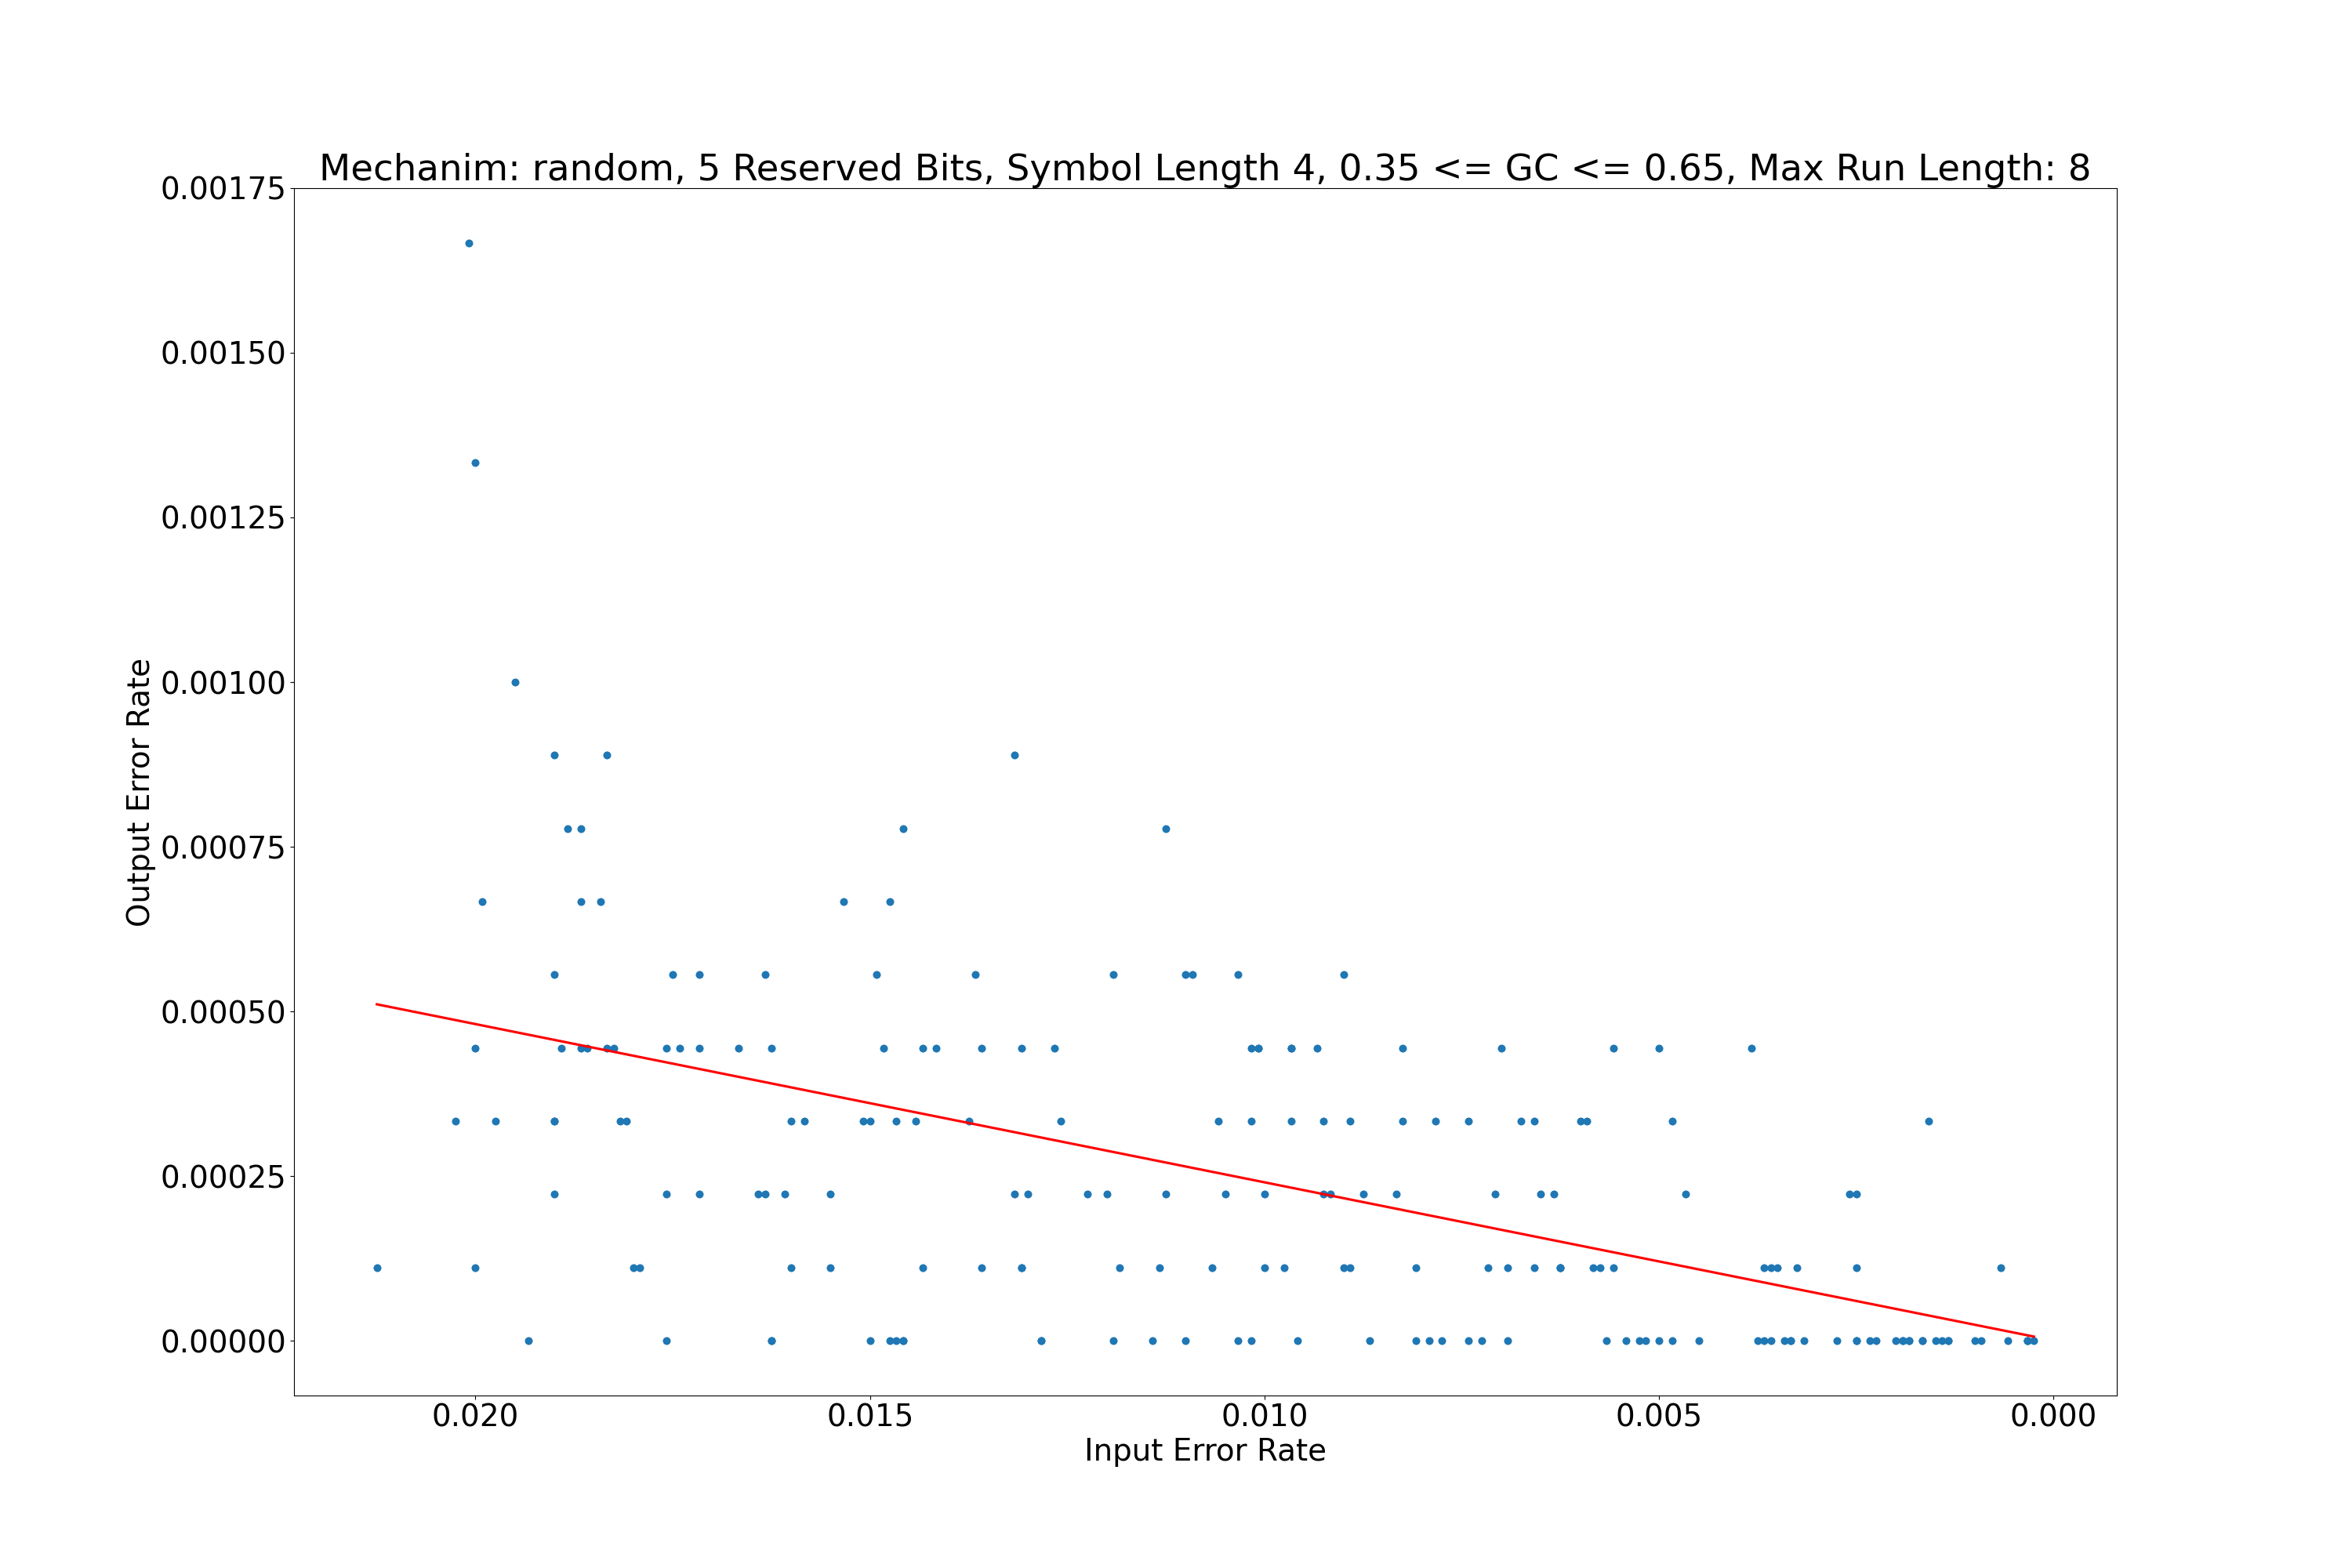 Mechanim: random, 5 Reserved Bits, Symbol Length 4, 0.35 <= GC <= 0.65, Max Run Length: 8
0.00175
0.00150
0.00125
0.00100
0.00075
0.00050
0.00025
0.00000
Output Error Rate
0.020 0.015 0.010 0.005 0.000
Input Error Rate